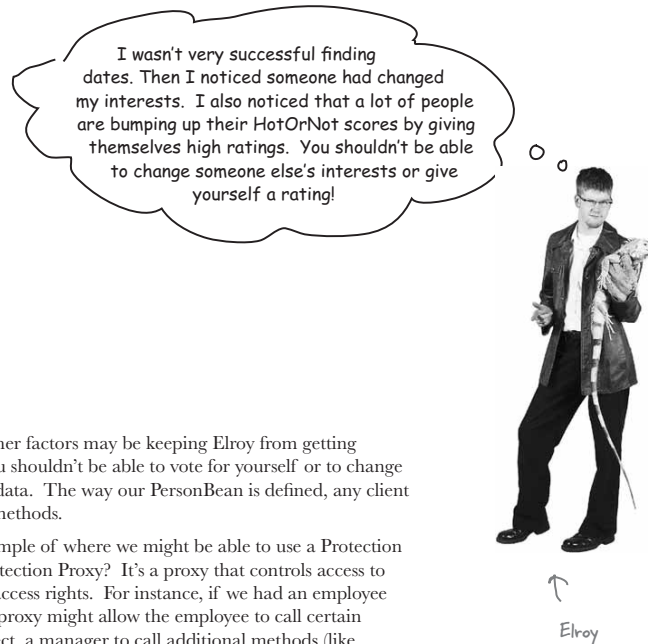 I wasn't very successful finding
dates. Then I noticed someone had changed
my interests. I also noticed that a lot of people
are bumping up their HotOrNot scores by giving
themselves high ratings. You shouldn't be able
to change someone else's interests or give
yourself a rating!
factors may be keeping Elroy from getting
shouldn't be able to vote for yourself or to change
data. The way our PersonBean is defined, any client
methods.
of where we might be able to use a Protection
Proxy? It's a proxy that controls access to
access rights. For instance, if we had an employee
proxy might allow the employee to call certain
a manager to call additional methods (like
Elroy